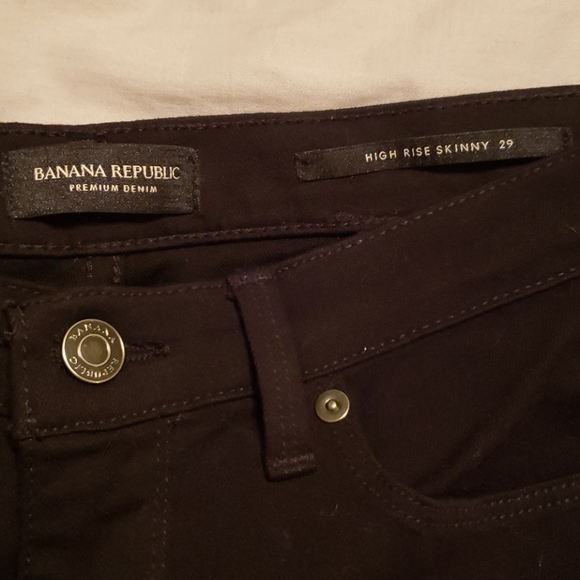 BANANA REPUBLIC
PREMIUM DENIM
HIGH RISE SKINNY 29
BANANA
REPUBLIC